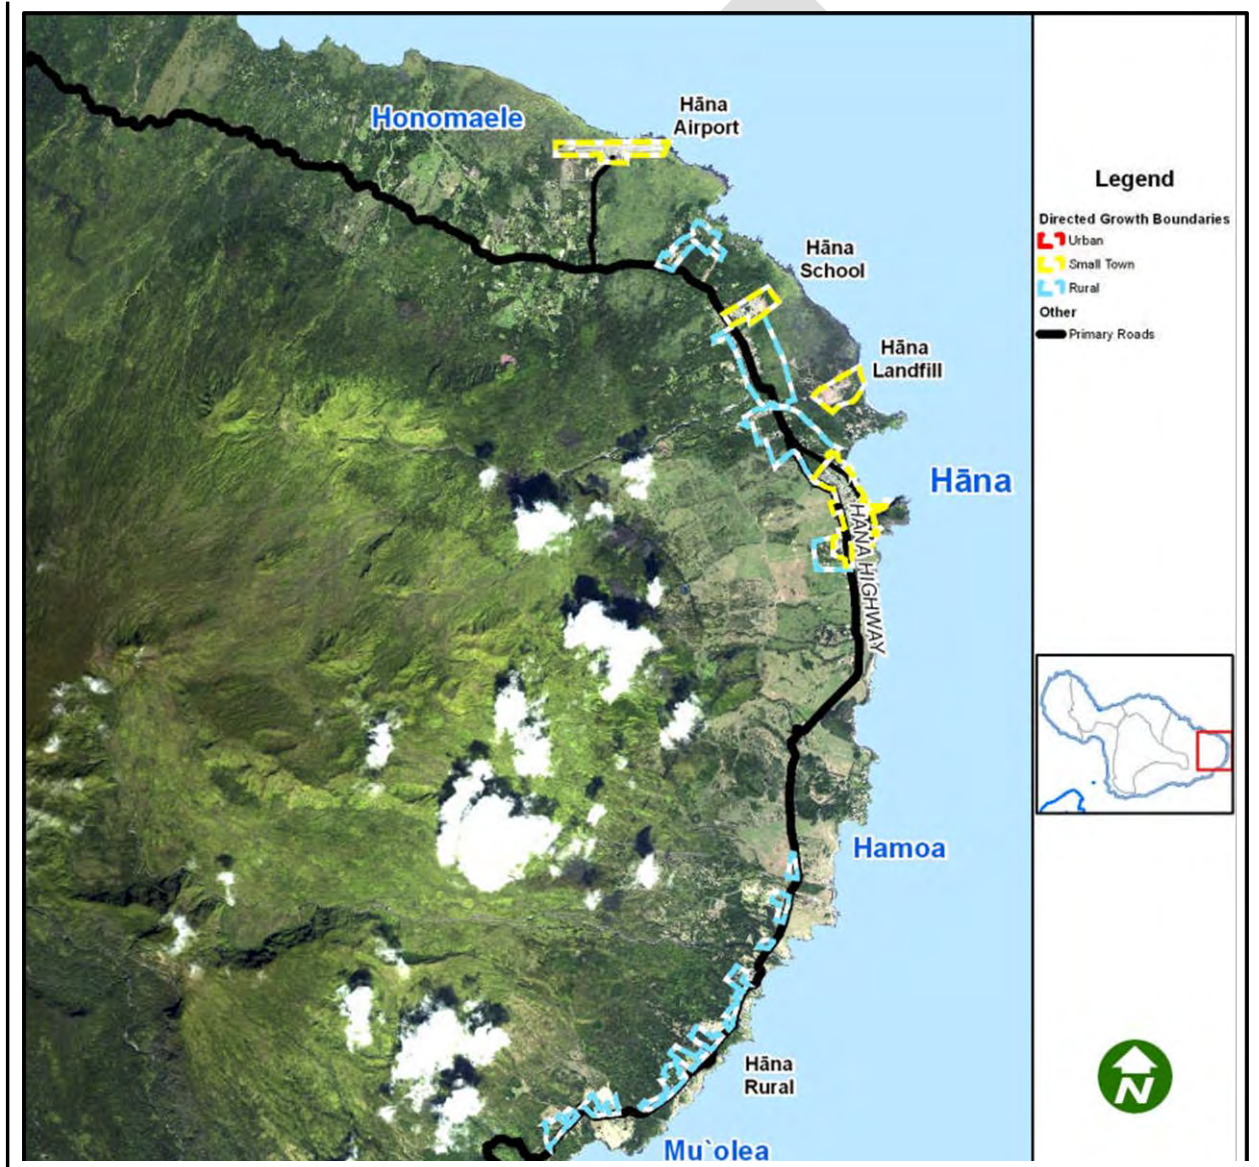 Honomaele
Hāna
Airport
Hāna
School
Hāna
Landfill
Hāna
HĀNA HIGHWAY
Hamoa
Hāna
Rural
Mu`olea
Legend
Directed Growth Boundaries
Urban
Small Town
Rural
Other
Primary Roads
N